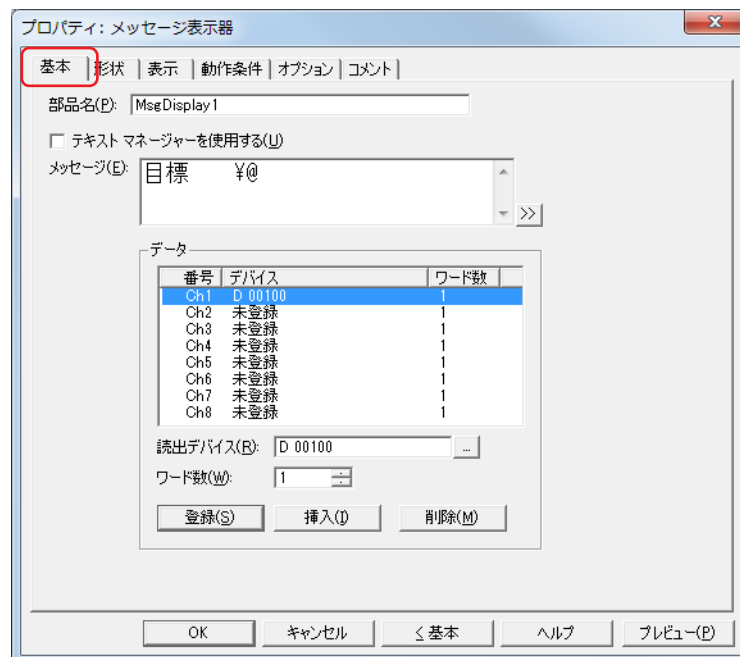 プロパティ: メッセージ表示器
x
基本 形状 表示 動作条件 オプション コメント
部品名(P): MsgDisplay1
テキスト マネージャーを使用する(U)
メッセージ(E): 目標 ¥@
>>
データ
番号 デバイス ワード数
Ch1 D 00100 1
Ch2 未登録 1
Ch3 未登録 1
Ch4 未登録 1
Ch5 未登録 1
Ch6 未登録 1
Ch7 未登録 1
Ch8 未登録 1
読出デバイス(R): D 00100 ...
ワード数(W): 1
登録(S) 挿入(I) 削除(M)
OK キャンセル < 基本 ヘルプ プレビュー(P)